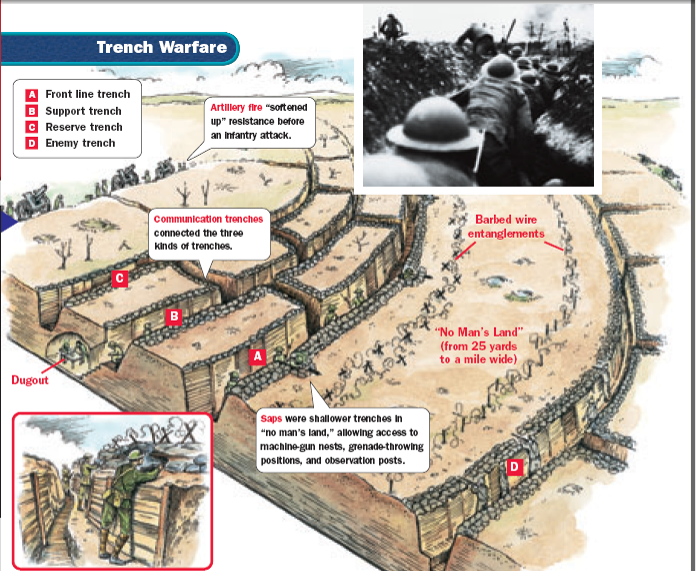 Trench Warfare
A Front line trench
B Support trench
C Reserve trench
D Enemy trench
Artillery fire “softened
up” resistance before
an infantry attack.
Communication trenches
connected the three
kinds of trenches.
Barbed wire
entanglements
C
B
A
“No Man’s Land”
(from 25 yards
to a mile wide)
Dugout
Saps were shallower trenches in
“no man’s land,” allowing access to
machine-gun nests, grenade-throwing
positions, and observation posts.
D